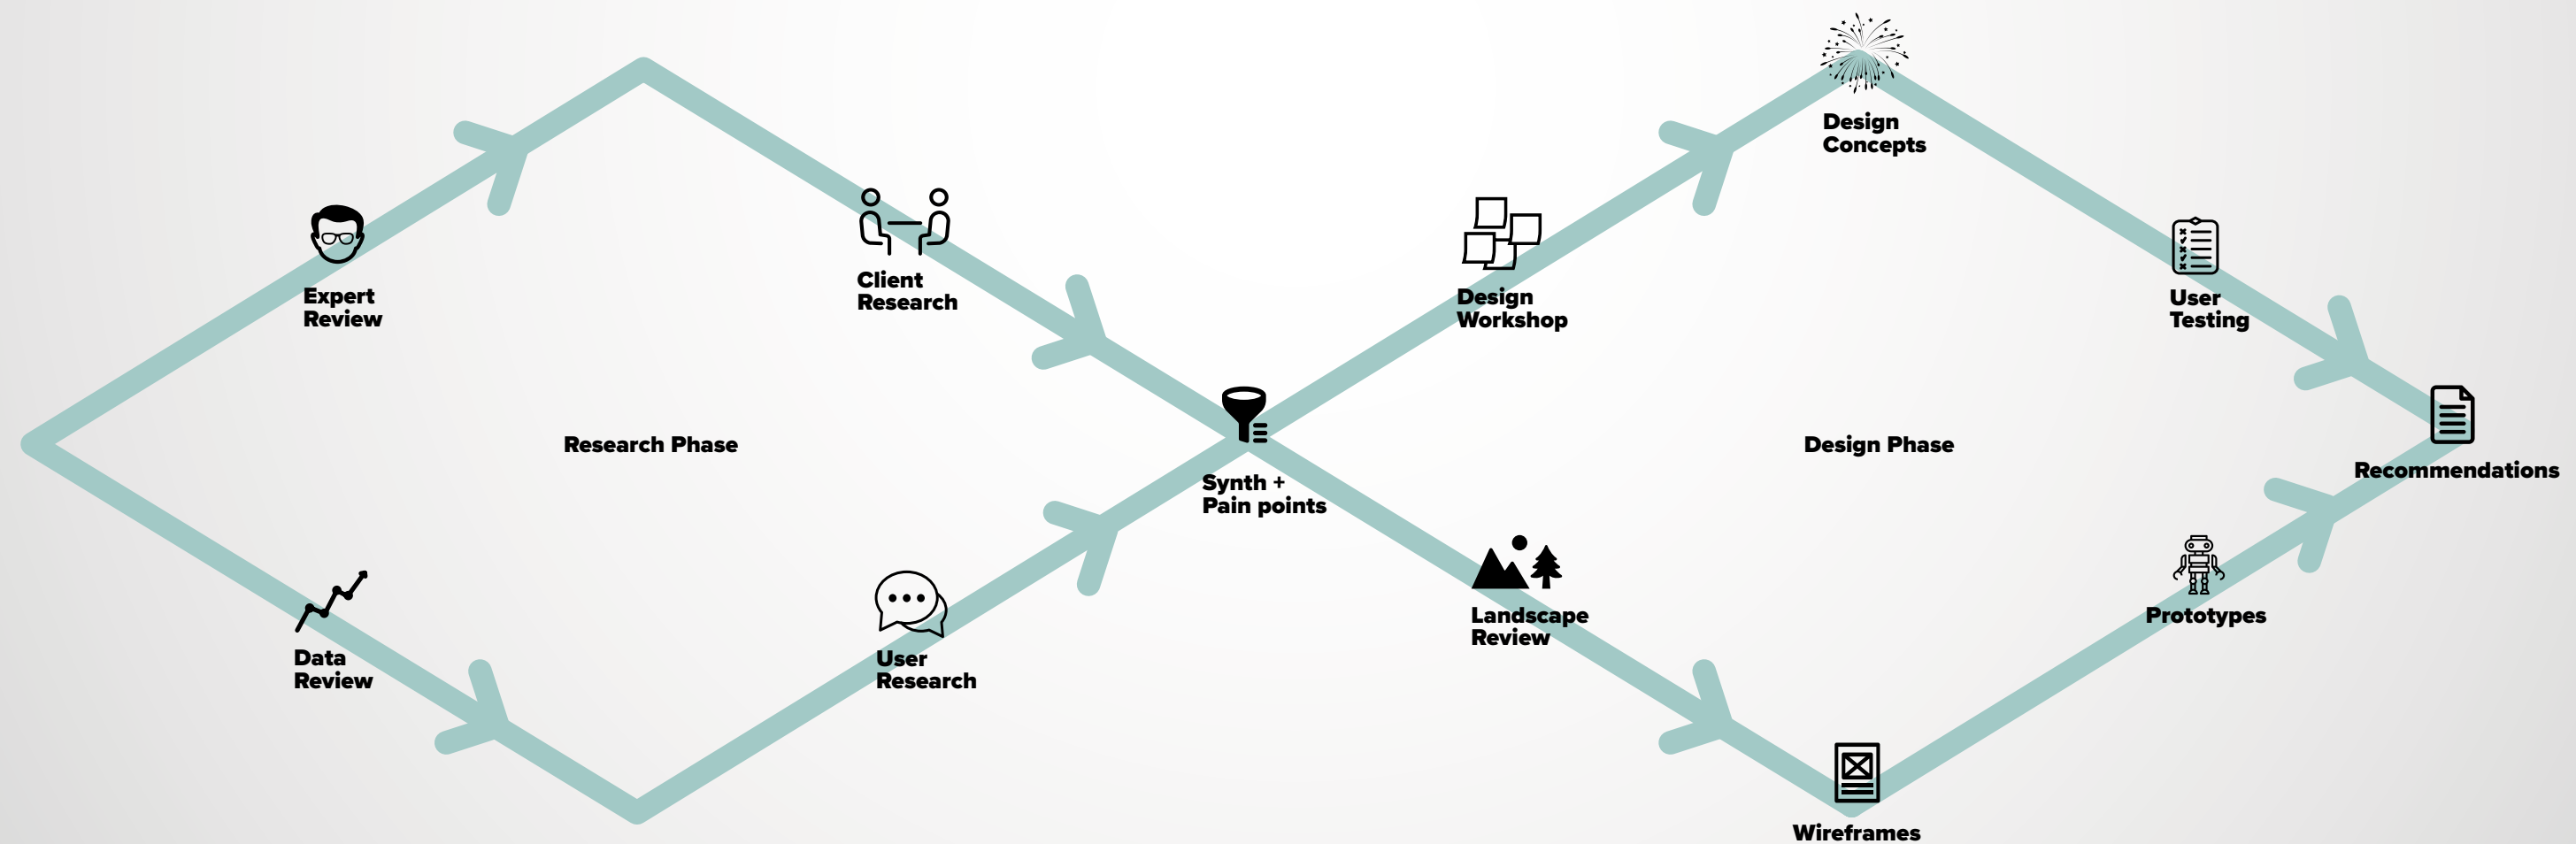 Expert
Review
Client
Research
Research Phase
Data
Review
User
Research
Synth +
Pain points
Design
Concepts
Design
Workshop
User
Testing
Design Phase
Recommendations
Landscape
Review
Prototypes
Wireframes